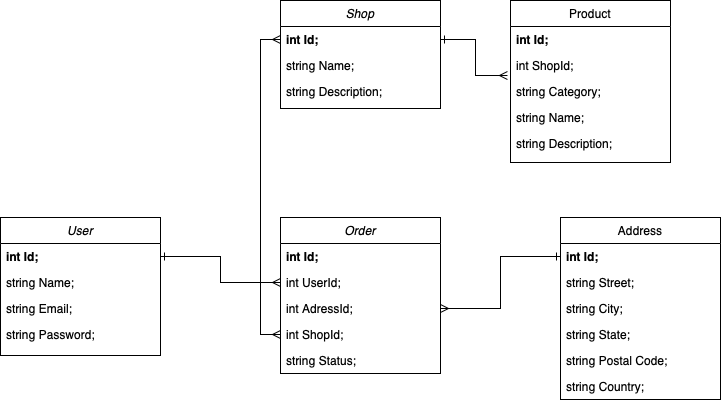 Shop
int Id;
string Name;
string Description;
Product
int Id;
int ShopId;
string Category;
string Name;
string Description;
User
int Id;
string Name;
string Email;
string Password;
Order
int Id;
int UserId;
int AdressId;
int ShopId;
string Status;
Address
int Id;
string Street;
string City;
string State;
string Postal Code;
string Country;